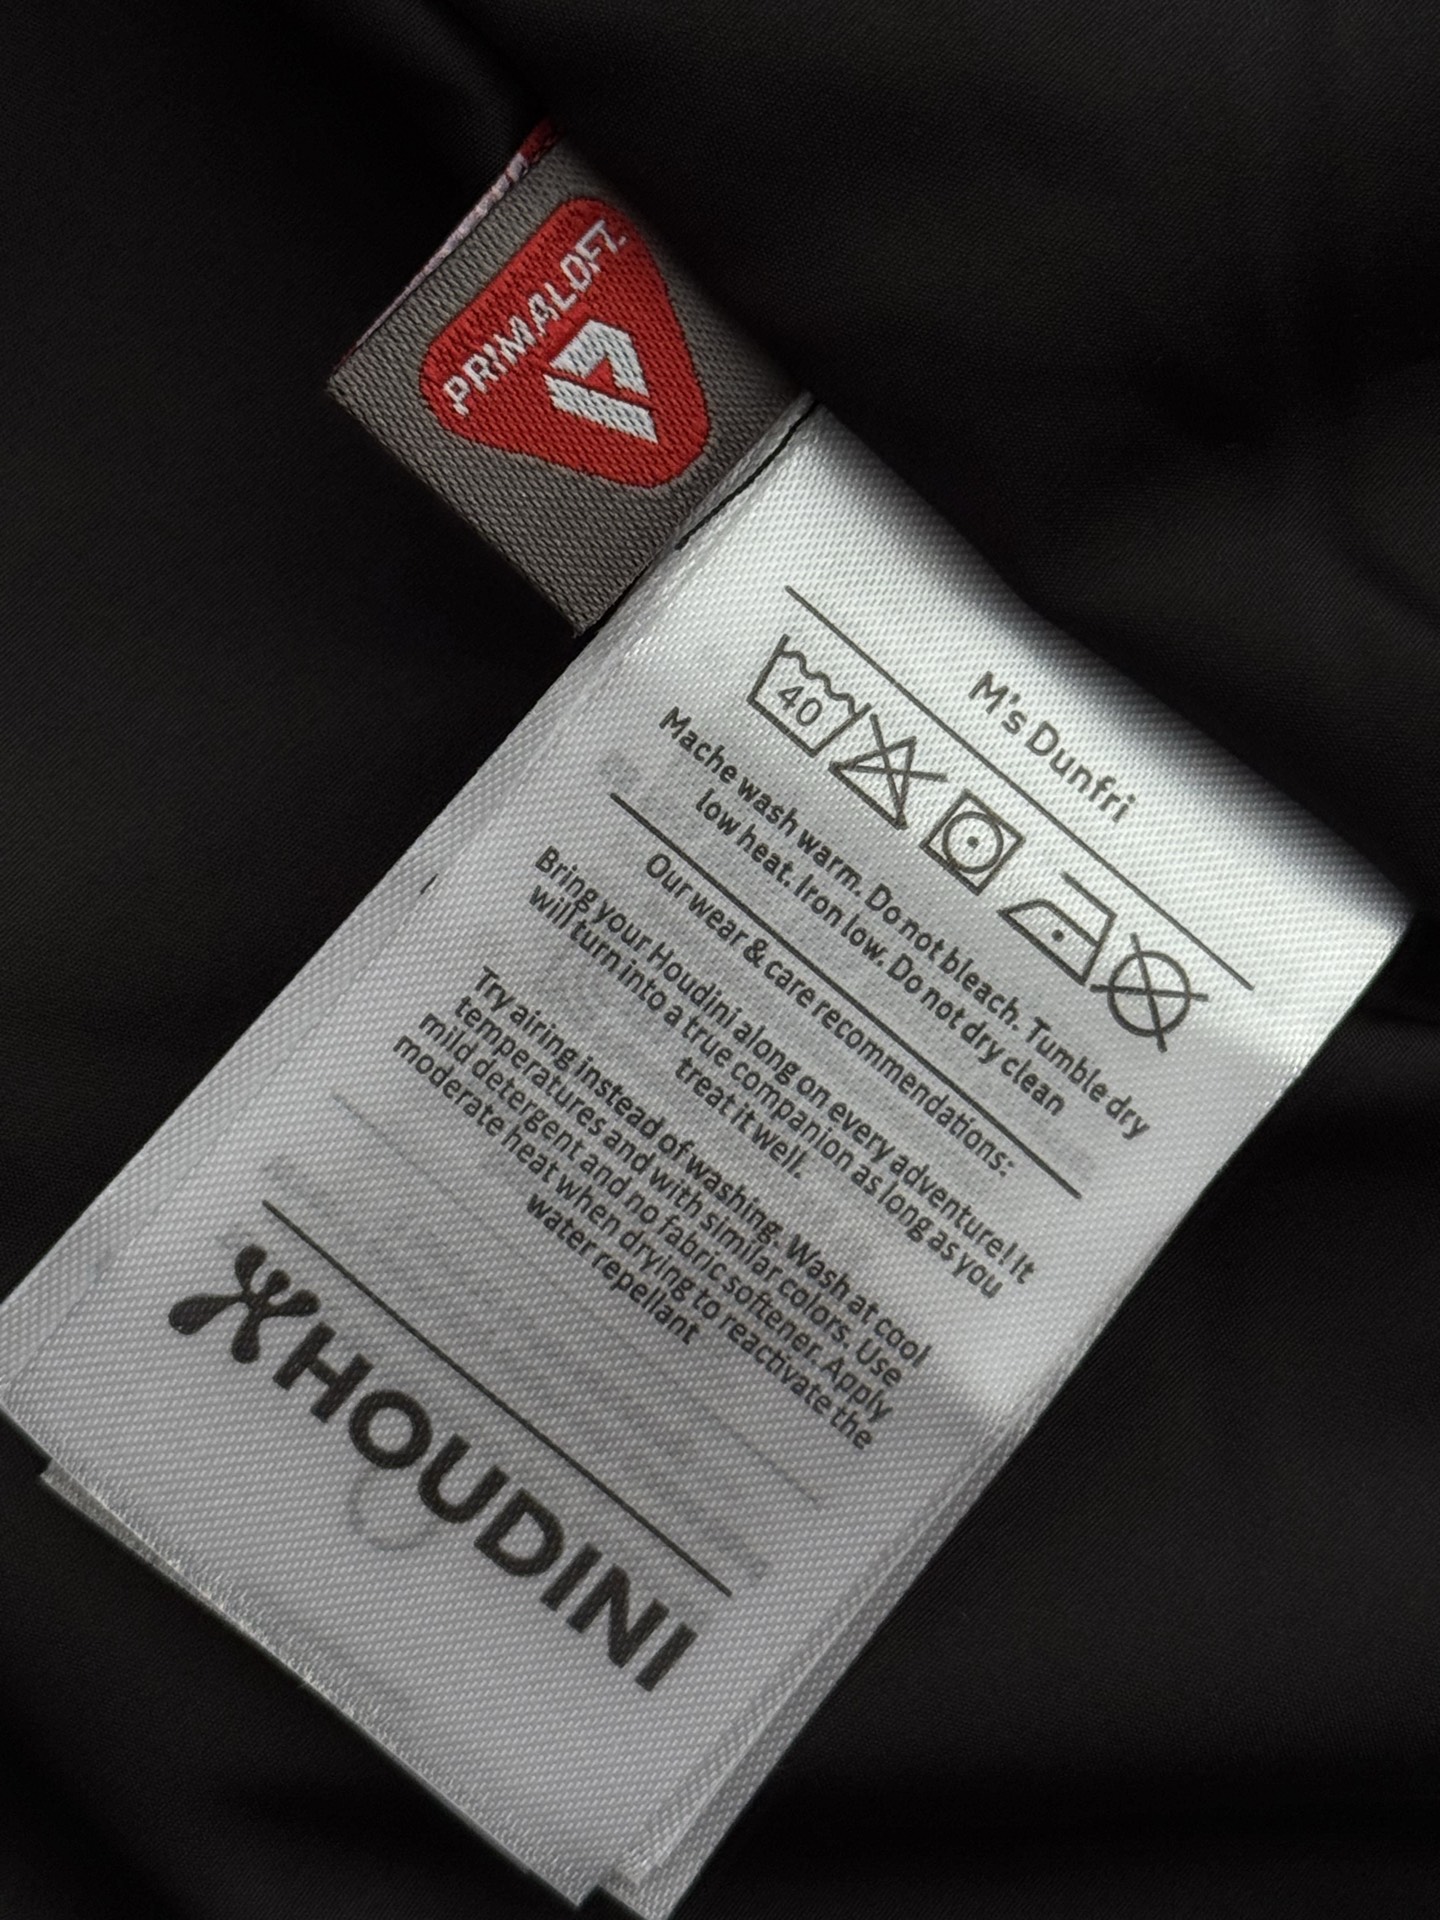 PRIMALOFT.
M's Dunfri
40
Mache wash warm. Do not bleach. Tumble dry
low heat. Iron low. Do not dry clean
Our wear & care recommendations:
Bring your Houdini along on every adventure! It
will turn into a true companion as long as you
treat it well.
Try airing instead of washing. Wash at cool
temperatures and with similar colors. Use
mild detergent and no fabric softener. Apply
moderate heat when drying to reactivate the
water repellant
HOUDINI